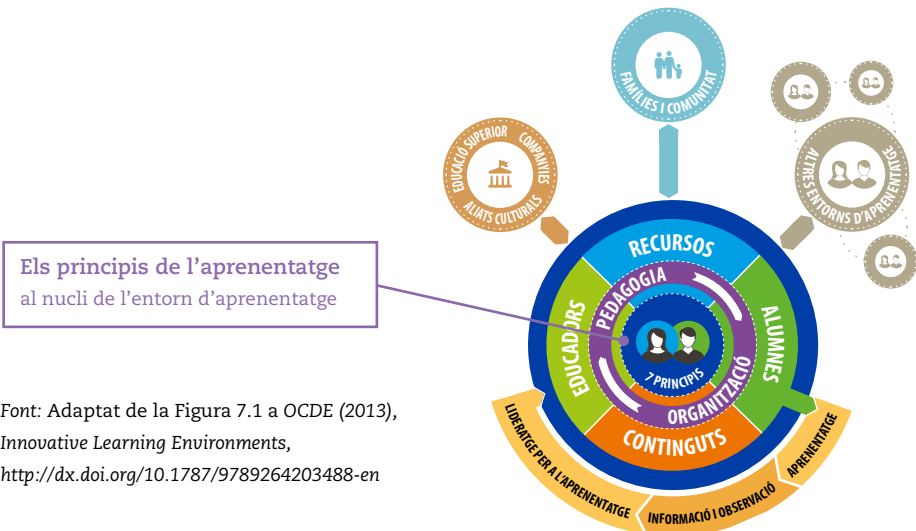 FAMÍLIES I COMUNITAT
EDUCACIÓ SUPERIOR
COMPANYIES
ALIATS CULTURALS
ALTRES ENTORNS D'APRENENTATGE
RECURSOS
PEDAGOGIA
EDUCADORS
ALUMNES
7 PRINCIPIS
ORGANITZACIÓ
CONTINGUTS
Els principis de l’aprenentatge
al nucli de l’entorn d’aprenentatge
LIDERATGE PER A L'APRENENTATGE
INFORMACIÓ I OBSERVACIÓ
APRENENTATGE
Font: Adaptat de la Figura 7.1 a OCDE (2013),
Innovative Learning Environments,
http://dx.doi.org/10.1787/9789264203488-en